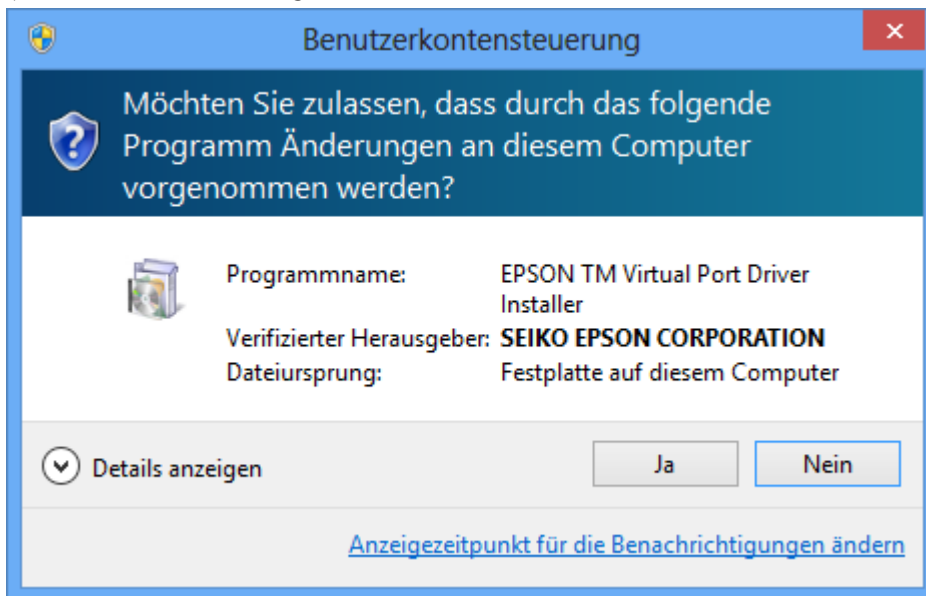 Benutzerkontensteuerung
Möchten Sie zulassen, dass durch das folgende
Programm Änderungen an diesem Computer
vorgenommen werden?
Programmname: EPSON TM Virtual Port Driver
Installer
Verifizierter Herausgeber: SEIKO EPSON CORPORATION
Dateiursprung: Festplatte auf diesem Computer
Details anzeigen Ja Nein
Anzeigezeitpunkt für die Benachrichtigungen ändern